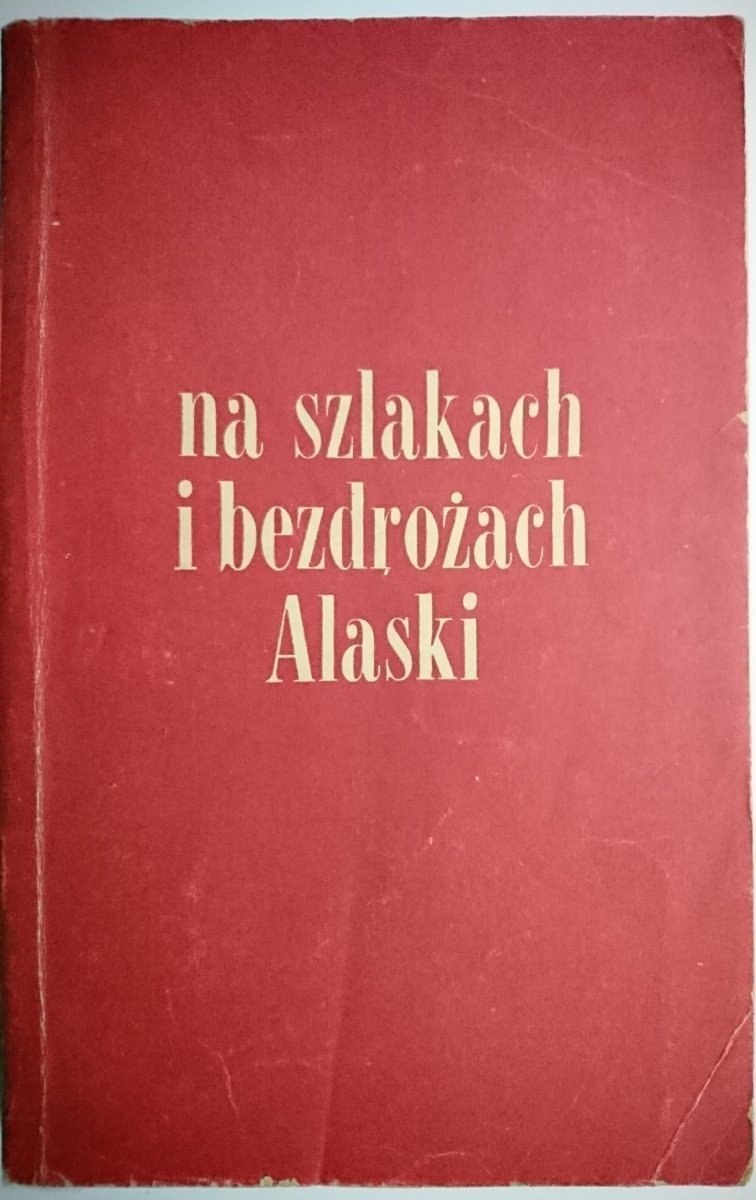 na szlakach
i bezdrożach
Alaski